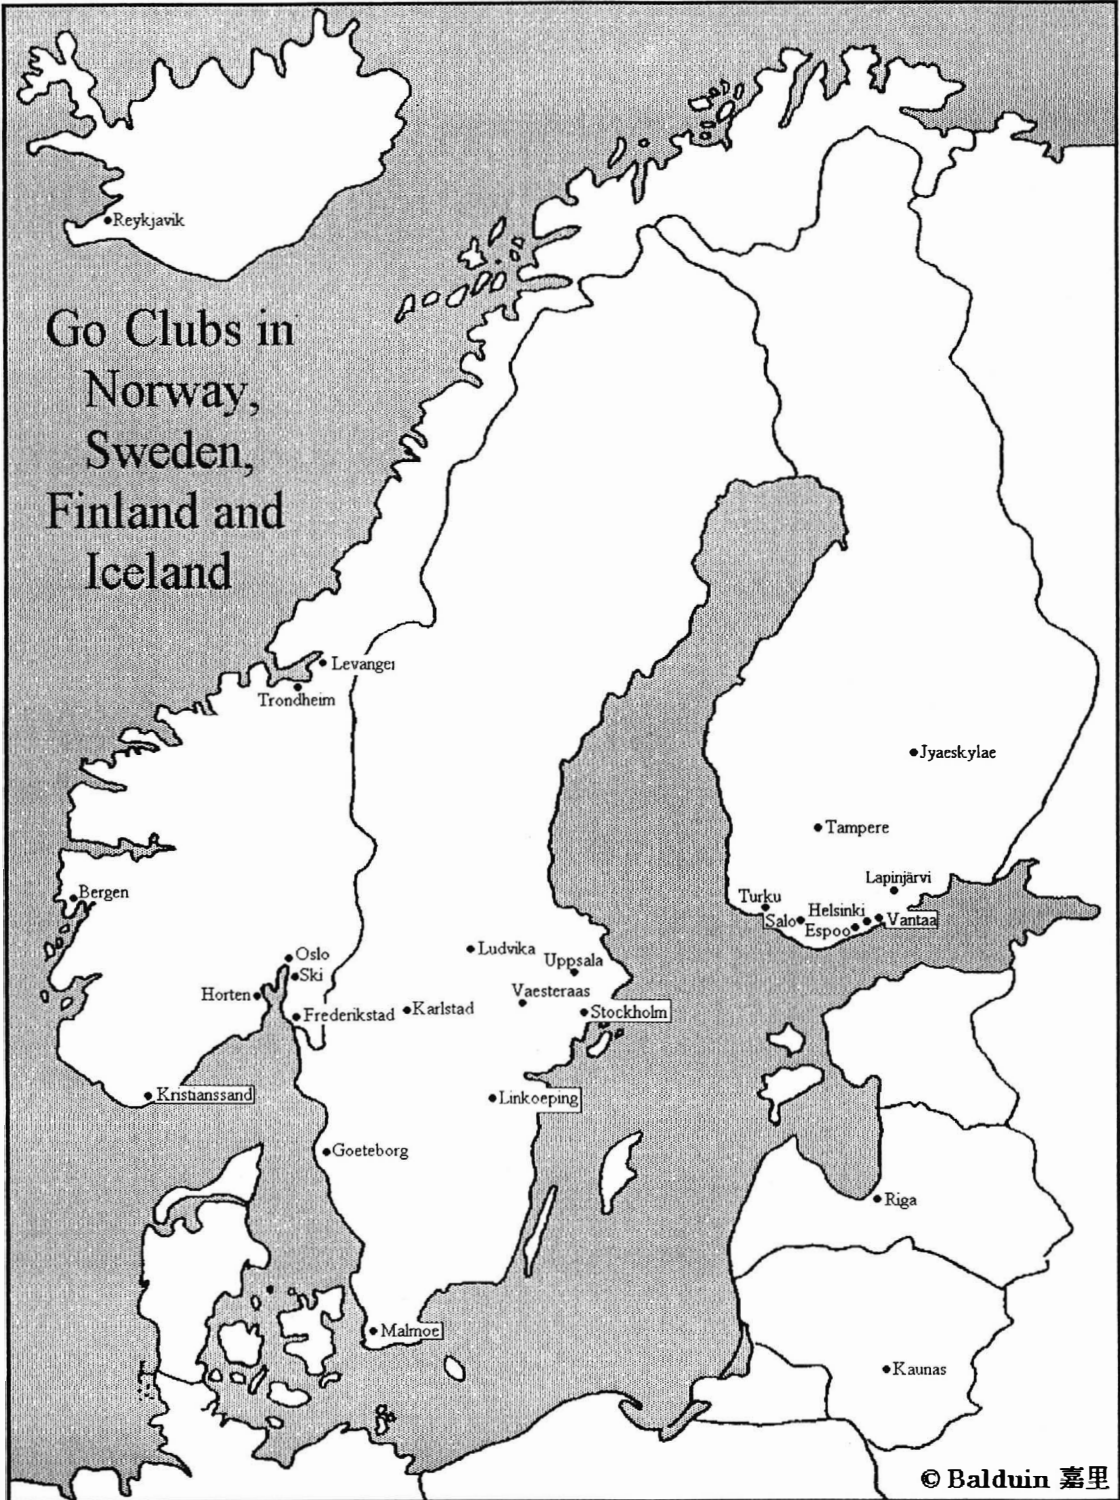 Reykjavik
Go Clubs in
Norway,
Sweden,
Finland and
Iceland
Levanger
Trondheim
Jyaeskylae
Tampere
Lapinjärvi
Bergen
Turku
Helsinki
Salo
Espoo
Vantaa
Oslo
Ludvika
Uppsala
Ski
Horten
Vaesteraas
Frederikstad
Karlstad
Stockholm
Kristianssand
Linkoeping
Goeteborg
Riga
Malmoe
Kaunas
© Balduin 嘉里